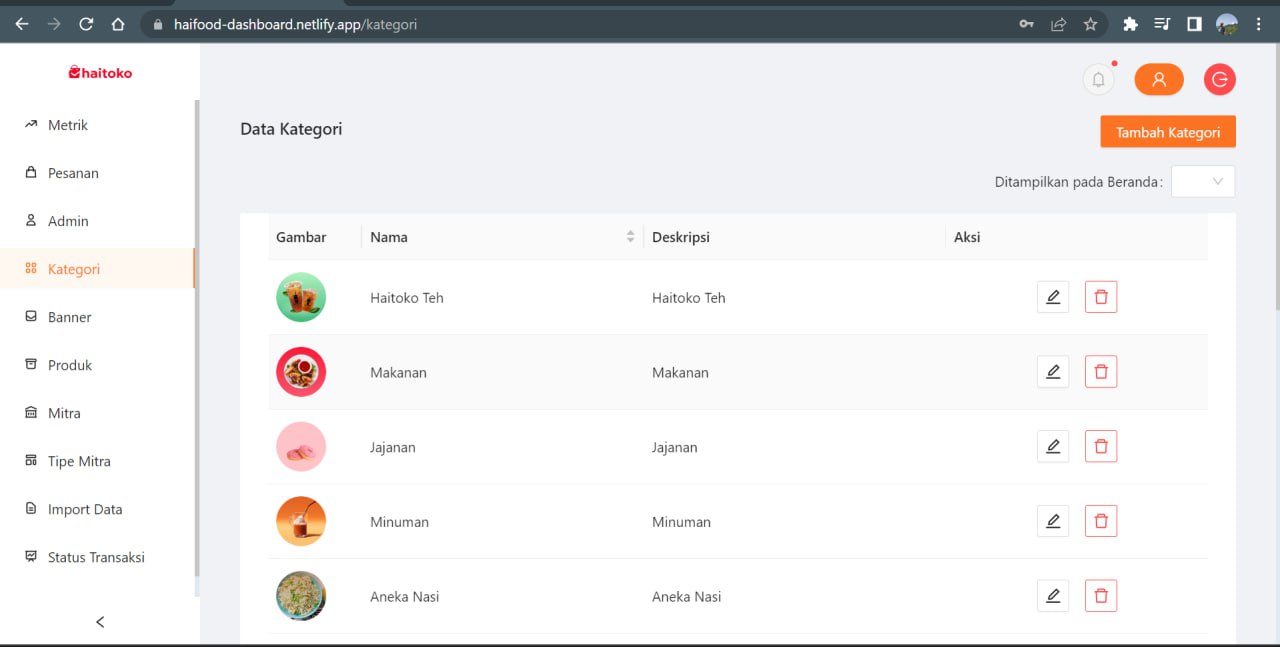 haifood-dashboard.netlify.app/kategori
haitoko
Metrik
Pesanan
Admin
Kategori
Banner
Produk
Mitra
Tipe Mitra
Import Data
Status Transaksi
Data Kategori
Tambah Kategori
Ditampilkan pada Beranda:
Gambar Nama Deskripsi Aksi
Haitoko Teh Haitoko Teh
Makanan Makanan
Jajanan Jajanan
Minuman Minuman
Aneka Nasi Aneka Nasi